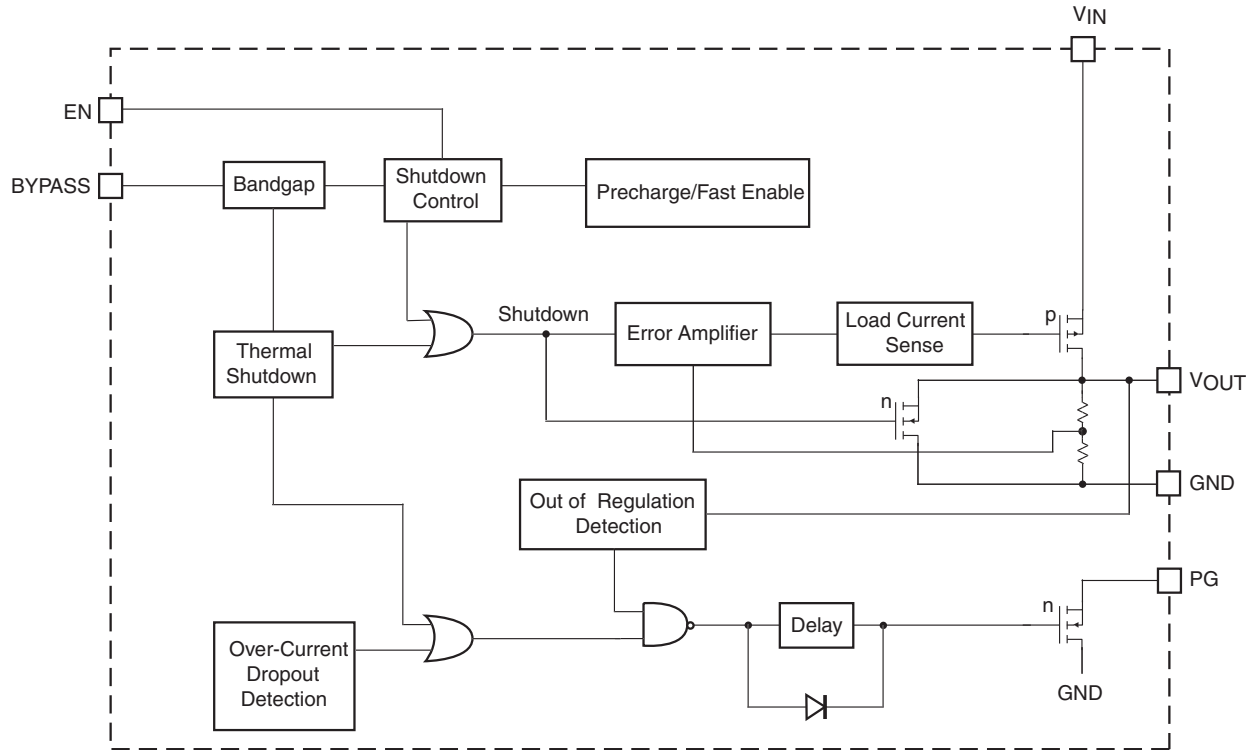 VIN
EN
BYPASS
Bandgap
Shutdown
Control
Precharge/Fast Enable
Shutdown
Thermal
Shutdown
Error Amplifier
Load Current
Sense
p
n
VOUT
GND
Out of Regulation
Detection
PG
n
Delay
Over-Current
Dropout
Detection
GND